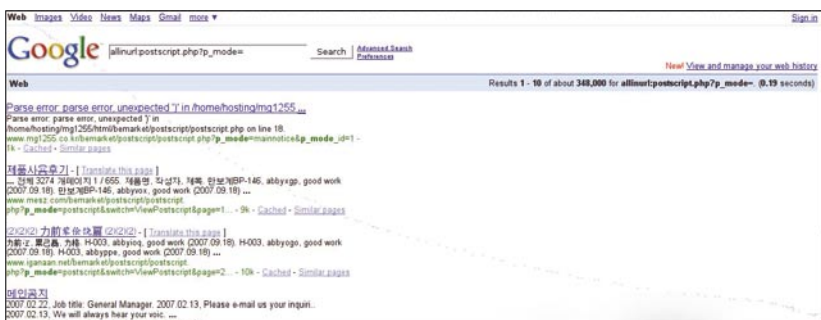 Web Images Video News Maps Gmail more ▼ Sign in
Google allinurl:postscript.php?p_mode= Search Advanced Search
Preferences
New! View and manage your web history
Web Results 1 - 10 of about 348,000 for allinurl:postscript.php?p_mode=. (0.19 seconds)
Parse error: parse error, unexpected '}' in /home/hosting/mg1255 ...
Parse error: parse error, unexpected '}' in
/home/hosting/mg1255/html/bemarket/postscript/postscript.php on line 18.
www.mg1255.co.kr/bemarket/postscript/postscript.php?p_mode=mainnotice&p_mode_id=1 -
1k - Cached - Similar pages
제품사용후기 - [ Translate this page ]
... 전체 3274 개페이지 1 / 655. 제품명, 작성자, 제목, 만보계BP-146, abbyxgp, good work
(2007.09.18). 만보계BP-146, abbyvox, good work (2007.09.18) ...
www.mesz.com/bemarket/postscript/postscript.
php?p_mode=postscript&switch=ViewPostscript&page=1... - 9k - Cached - Similar pages
- [ Translate this page ]
H-003, abbyioq, good work (2007.09.18). H-003, abbyogo, good work
(2007.09.18). H-003, abbyppe, good work (2007.09.18) ...
www.iganaan.net/bemarket/postscript/postscript.
php?p_mode=postscript&switch=ViewPostscript&page=2... - 10k - Cached - Similar pages
메인공지
2007.02.22, Job title: General Manager. 2007.02.13, Please e-mail us your inquiri..
2007.02.13, We will always hear your voic. ...